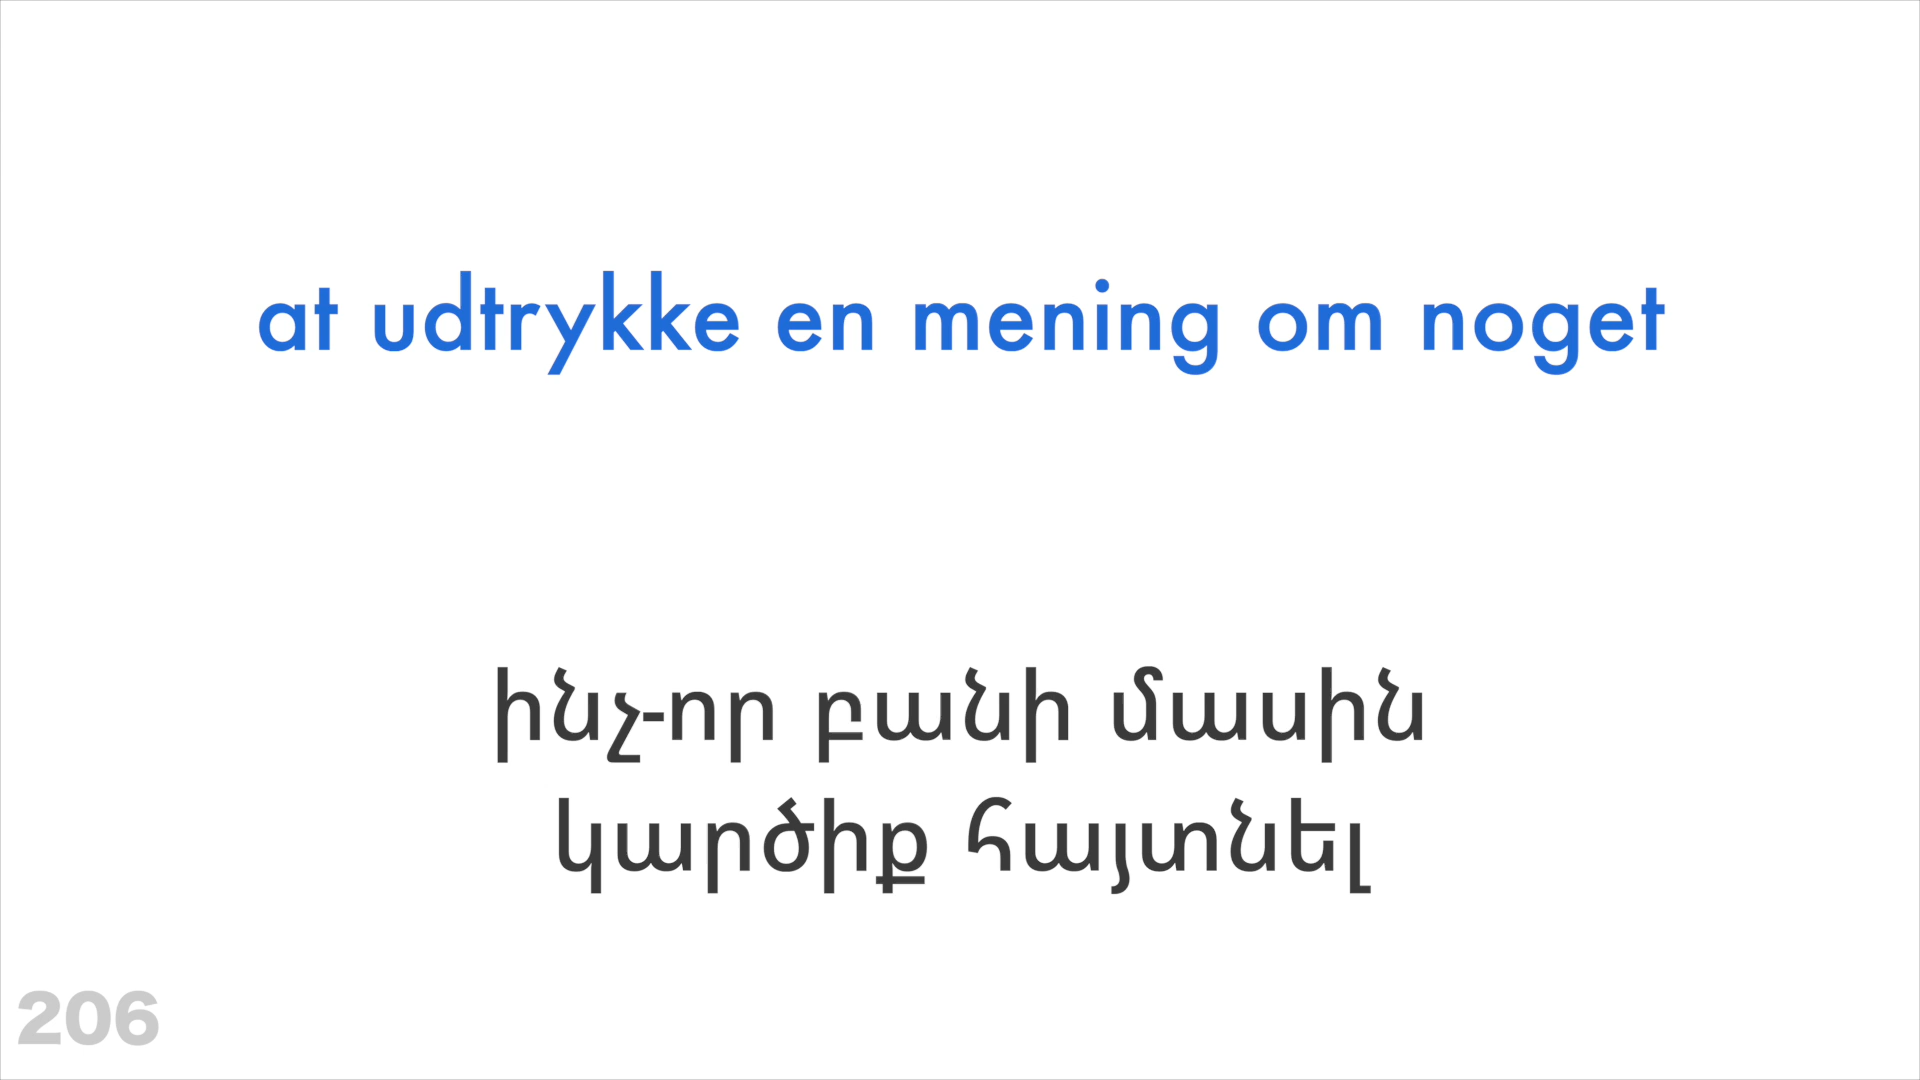 at udtrykke en mening om noget
ինչ-որ բանի մասին
կարծիք հայտնել
206